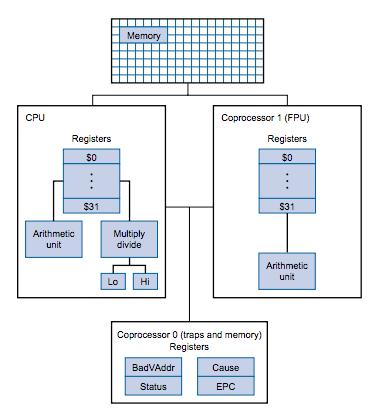 Memory
CPU
Registers
$0
$31
Arithmetic
unit
Multiply
divide
Lo
Hi
Coprocessor 1 (FPU)
Registers
$0
$31
Arithmetic
unit
Coprocessor 0 (traps and memory)
Registers
BadVAddr
Cause
Status
EPC